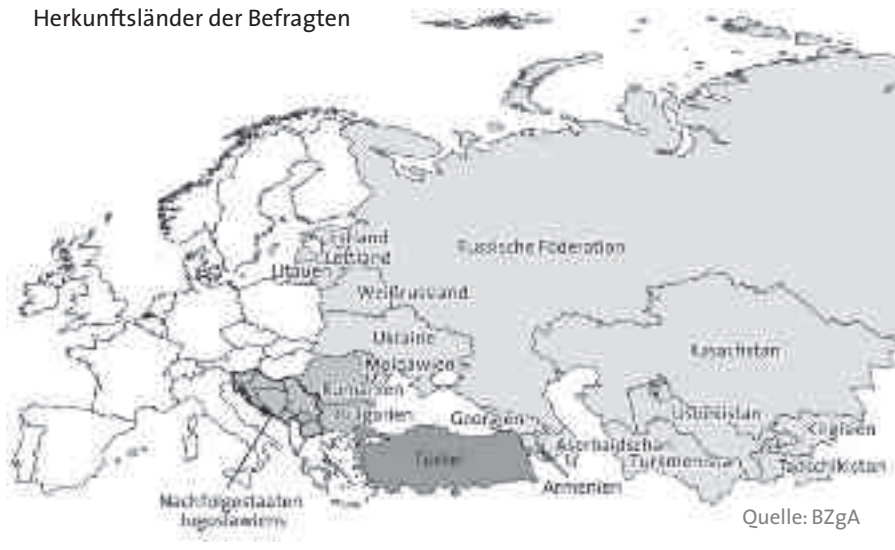 Herkunftsländer der Befragten
Estland
Lettland
Litauen
Russische Föderation
Weißrussland
Ukraine
Kasachstan
Moldawien
Rumänien
Bulgarien
Georgien
Usbekistan
Kirgisien
Aserbaidschan
Türkei
Turkmenistan
Tadschikistan
Armenien
Nachfolgestaaten
Jugoslawiens
Quelle: BZgA